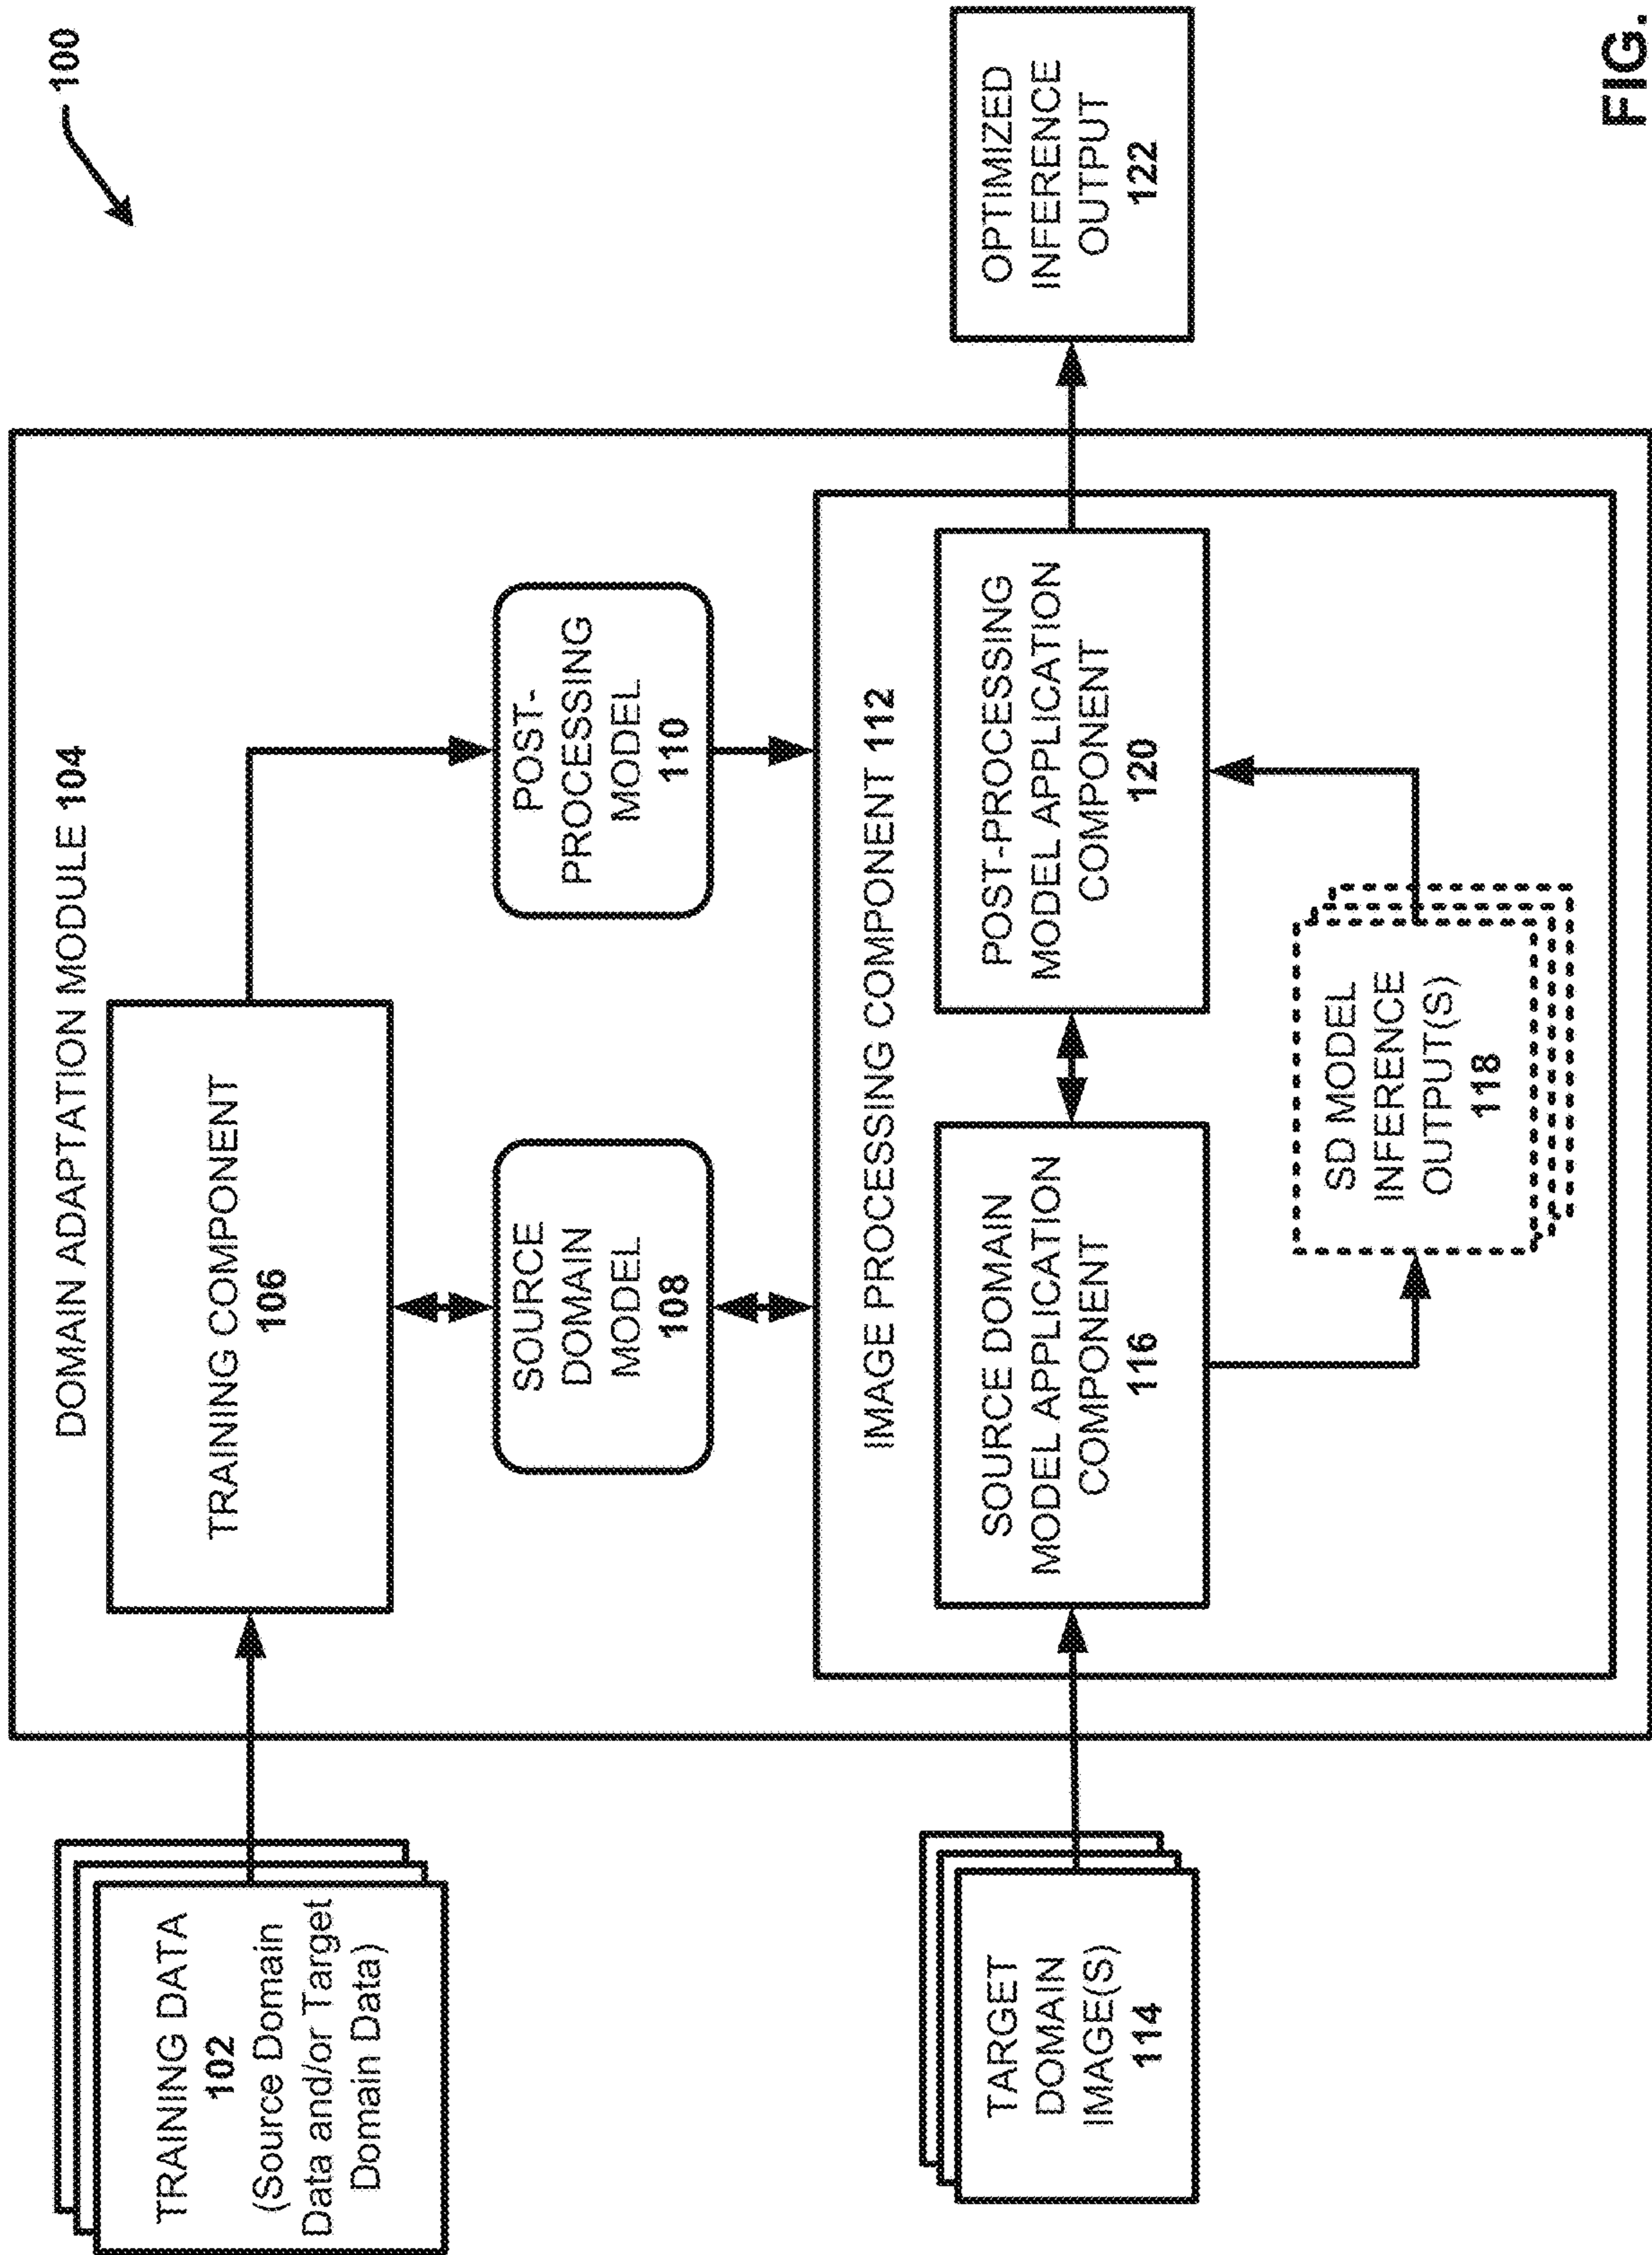 100
DOMAIN ADAPTATION MODULE 104
TRAINING DATA
102
(Source Domain
Data and/or Target
Domain Data)
TRAINING COMPONENT
106
SOURCE
DOMAIN
MODEL
108
POST-
PROCESSING
MODEL
110
IMAGE PROCESSING COMPONENT 112
TARGET
DOMAIN
IMAGE(S)
114
SOURCE DOMAIN
MODEL APPLICATION
COMPONENT
116
POST-PROCESSING
MODEL APPLICATION
COMPONENT
120
OPTIMIZED
INFERENCE
OUTPUT
122
SD MODEL
INFERENCE
OUTPUT(S)
118
FIG.